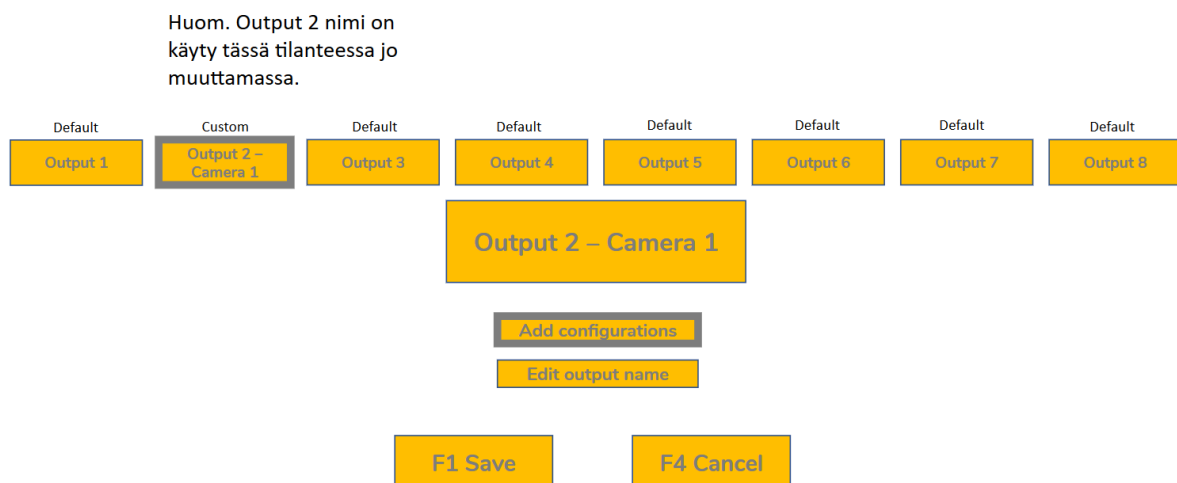 Huom. Output 2 nimi on
käyty tässä tilanteessa jo
muuttamassa.
Default Custom Default Default Default Default Default Default
Output 1 Output 2 – Camera 1 Output 3 Output 4 Output 5 Output 6 Output 7 Output 8
Output 2 – Camera 1
Add configurations
Edit output name
F1 Save F4 Cancel